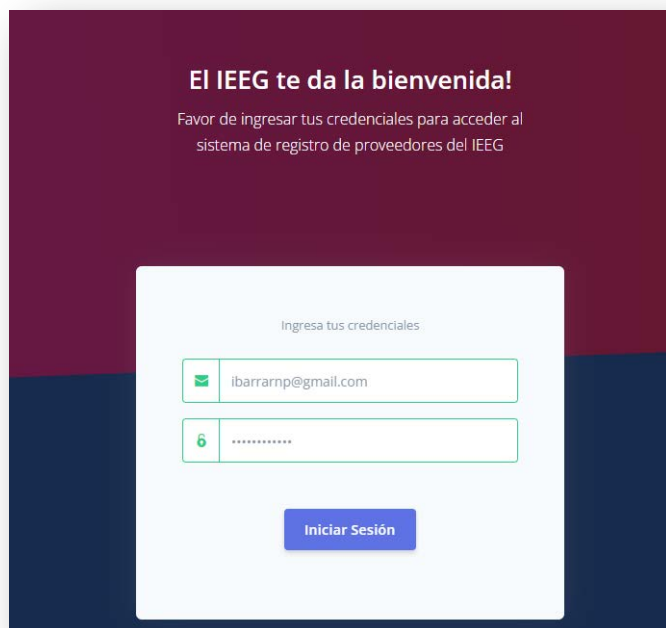 El IEEG te da la bienvenida!
Favor de ingresar tus credenciales para acceder al
sistema de registro de proveedores del IEEG
Ingresa tus credenciales
ibarrarnp@gmail.com
••••••••••••
Iniciar Sesión